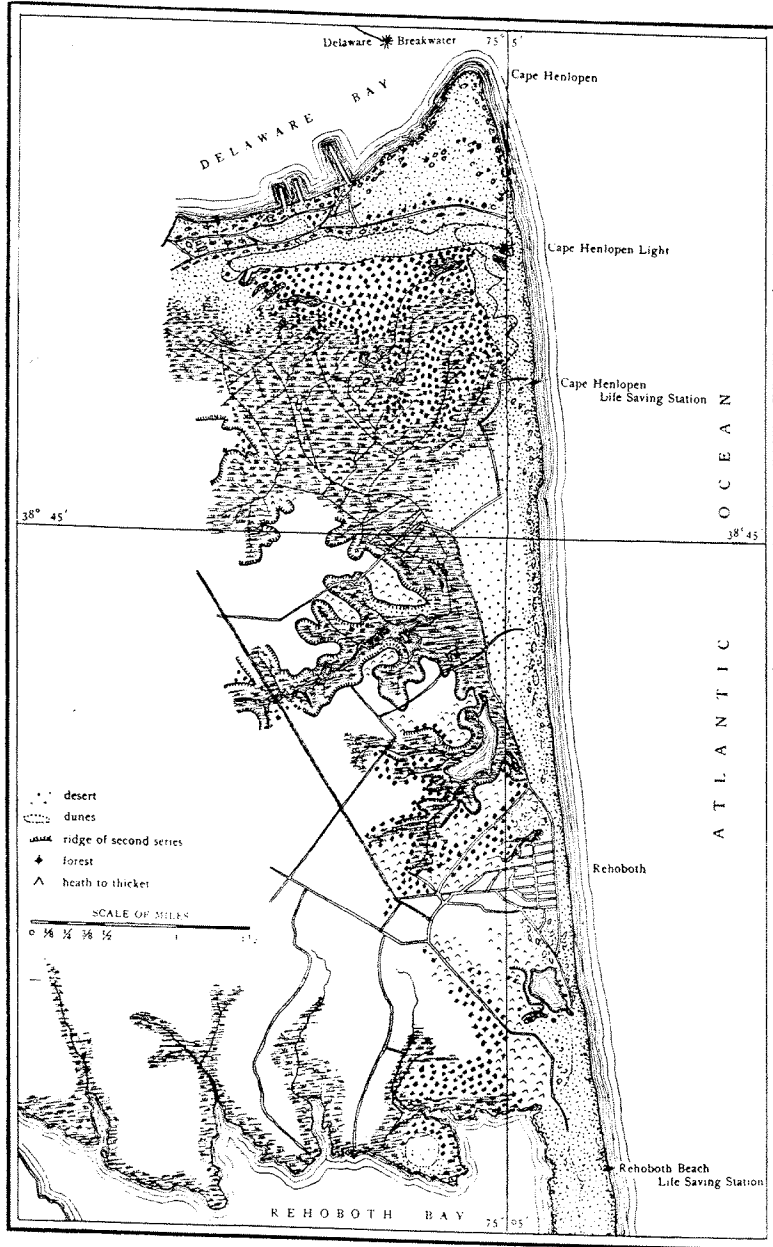 Delaware Breakwater
75° 5'
Cape Henlopen
DELAWARE BAY
Cape Henlopen Light
Cape Henlopen
Life Saving Station
OCEAN
38° 45'
38° 45
ATLANTIC
desert
dunes
ridge of second series
forest
heath to thicket
Rehoboth
SCALE OF MILES
0 ⅛ ¼ ⅜ ½ 1
Rehoboth Beach
Life Saving Station
REHOBOTH BAY
75° 05'